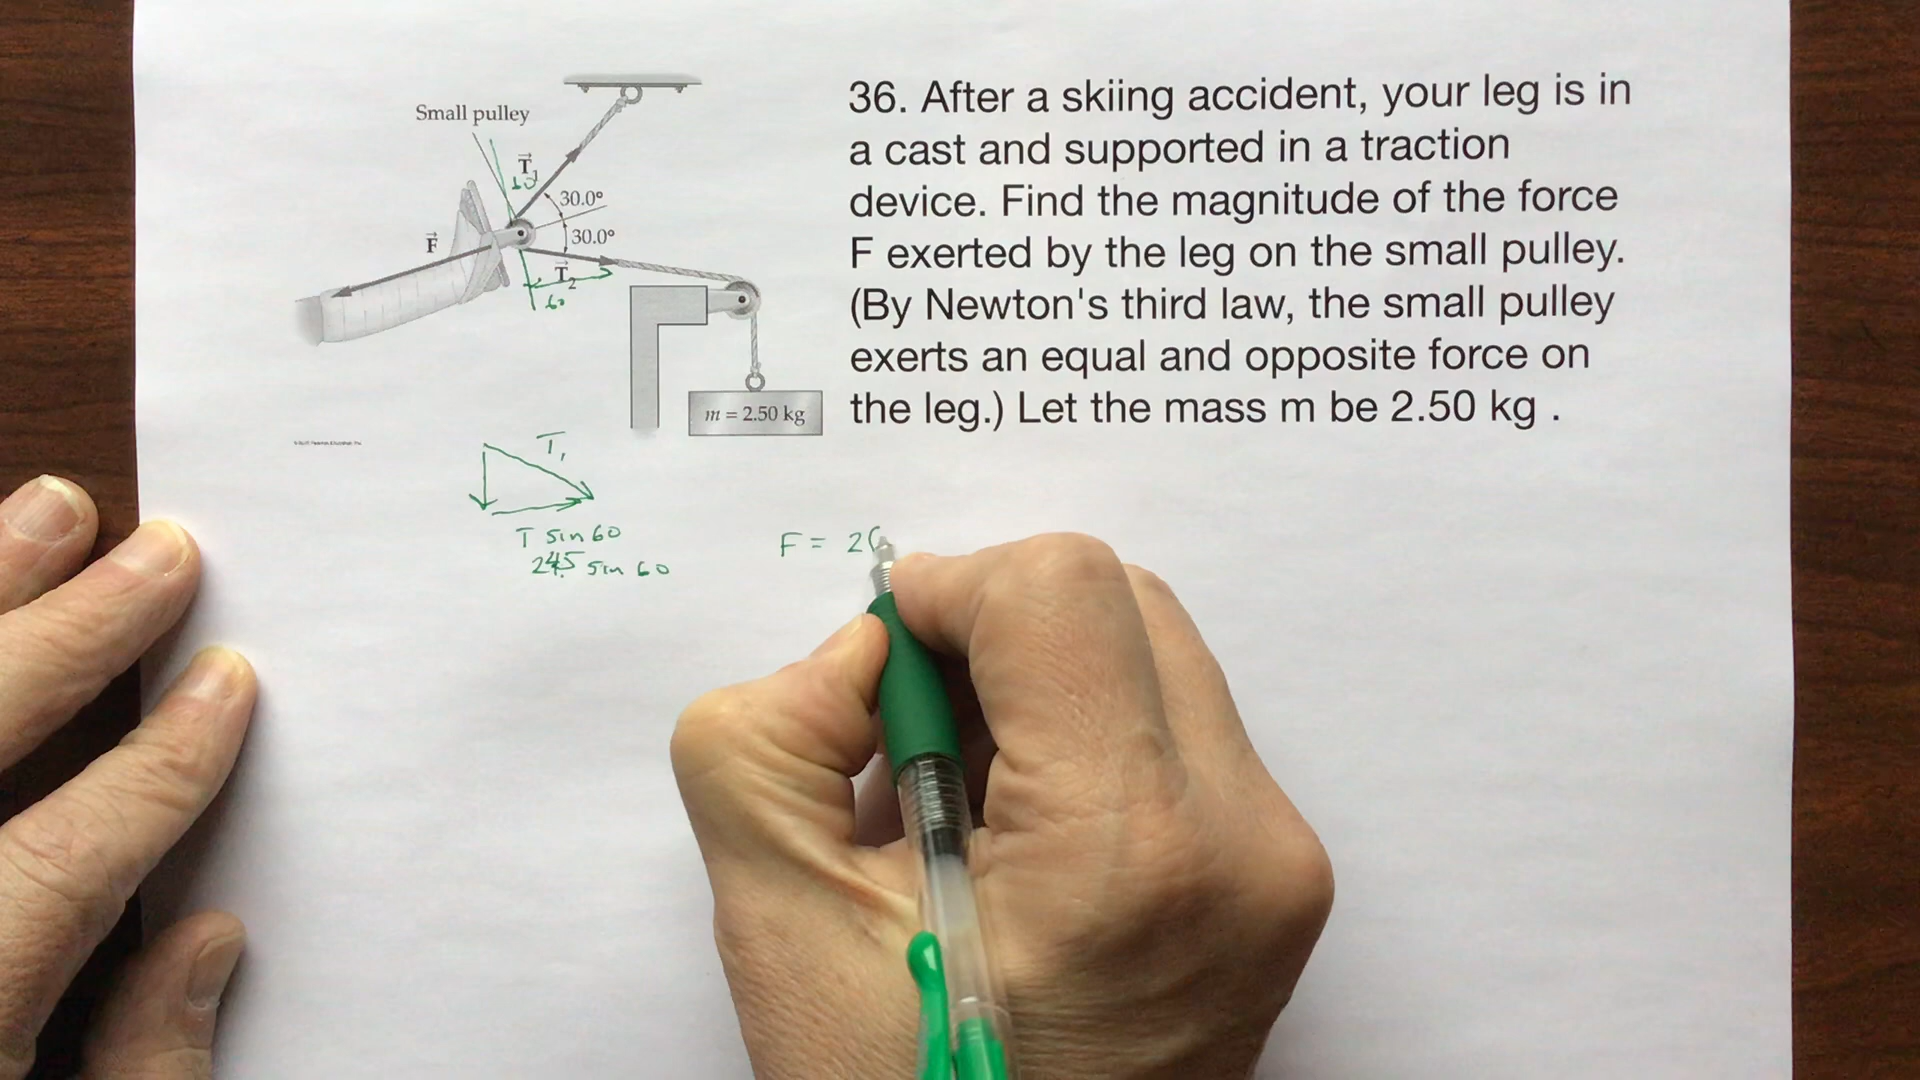 Small pulley
T1
60
30.0°
30.0°
F
T2
60
m = 2.50 kg
36. After a skiing accident, your leg is in
a cast and supported in a traction
device. Find the magnitude of the force
F exerted by the leg on the small pulley.
(By Newton's third law, the small pulley
exerts an equal and opposite force on
the leg.) Let the mass m be 2.50 kg .
T1
T sin 60
24.5 sin 60
F = 2(